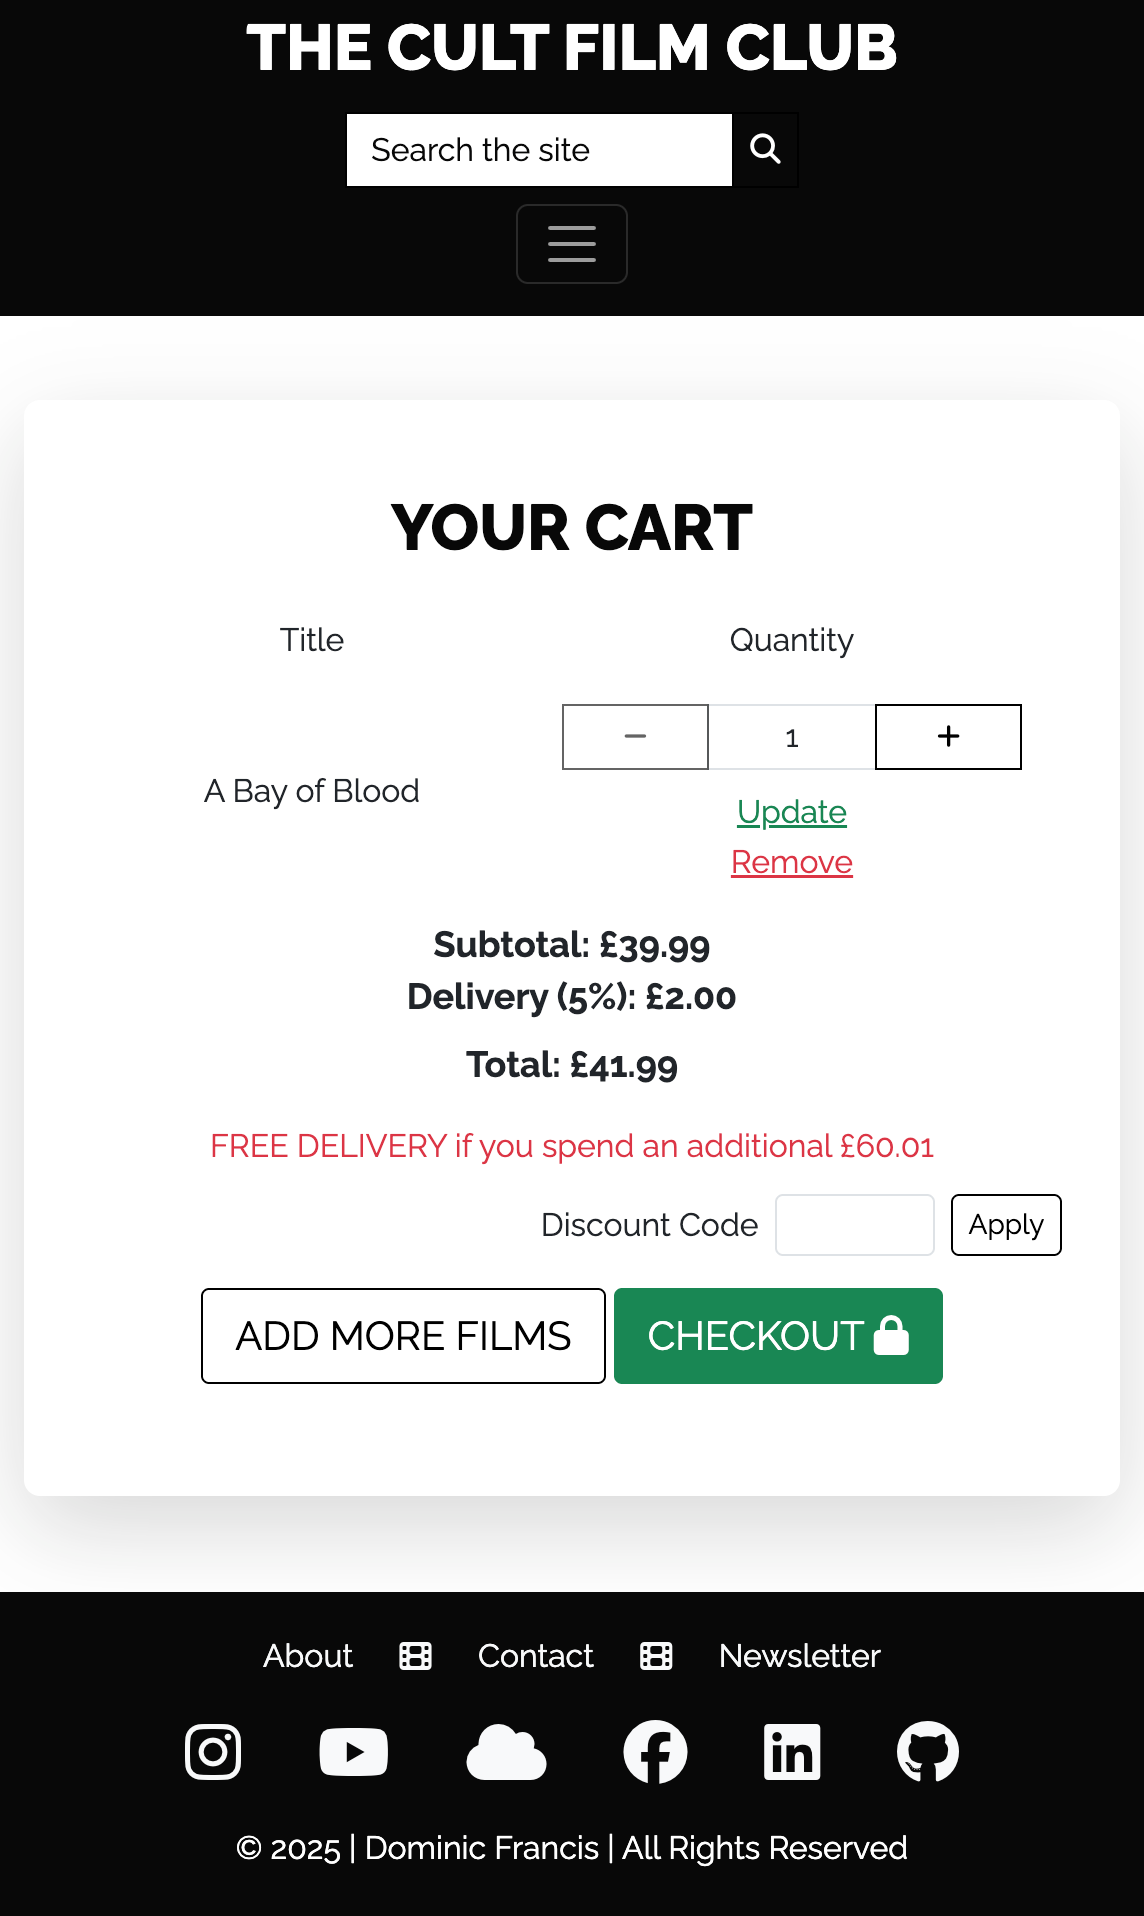 THE CULT FILM CLUB
Search the site
YOUR CART
Title Quantity
− 1 +
A Bay of Blood
Update
Remove
Subtotal: £39.99
Delivery (5%): £2.00
Total: £41.99
FREE DELIVERY if you spend an additional £60.01
Discount Code Apply
ADD MORE FILMS CHECKOUT
About Contact Newsletter
© 2025 | Dominic Francis | All Rights Reserved